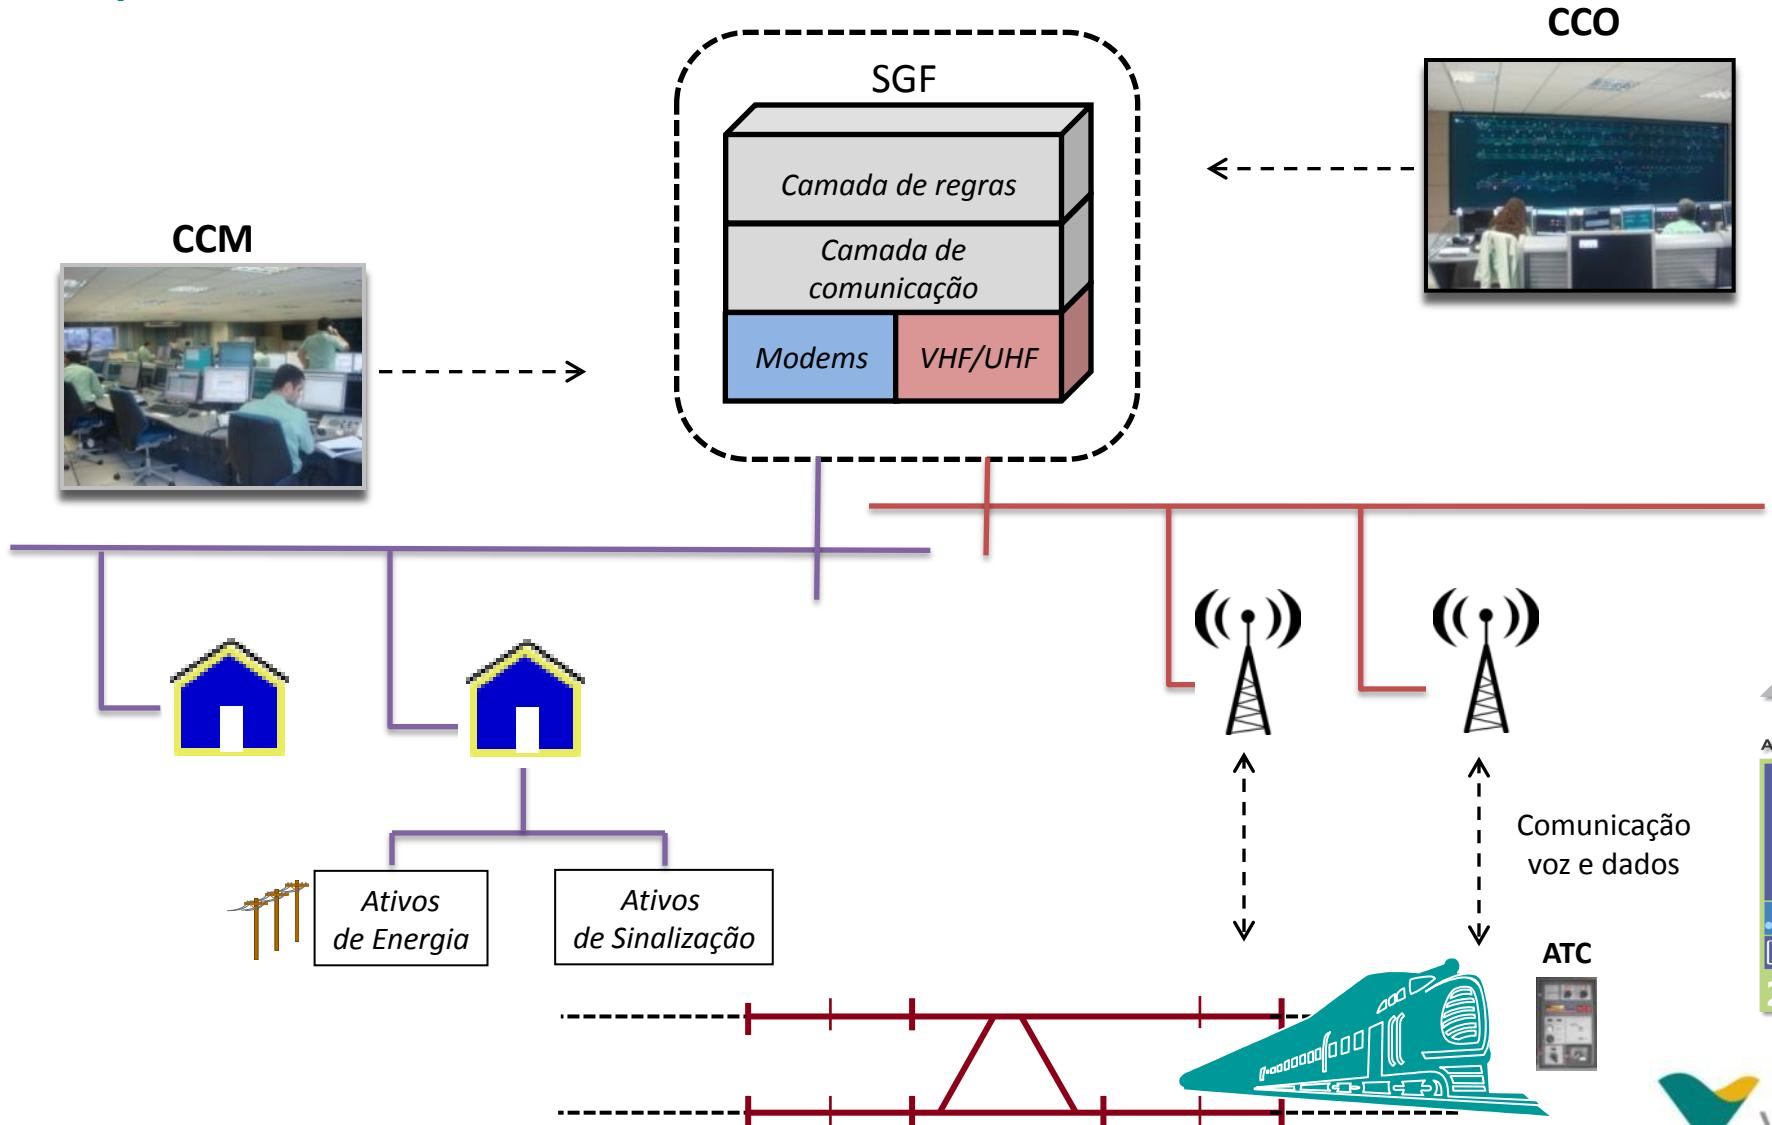 CCO
SGF
Camada de regras
Camada de
comunicação
Modems
VHF/UHF
CCM
Comunicação
voz e dados
Ativos
de Energia
Ativos
de Sinalização
ATC